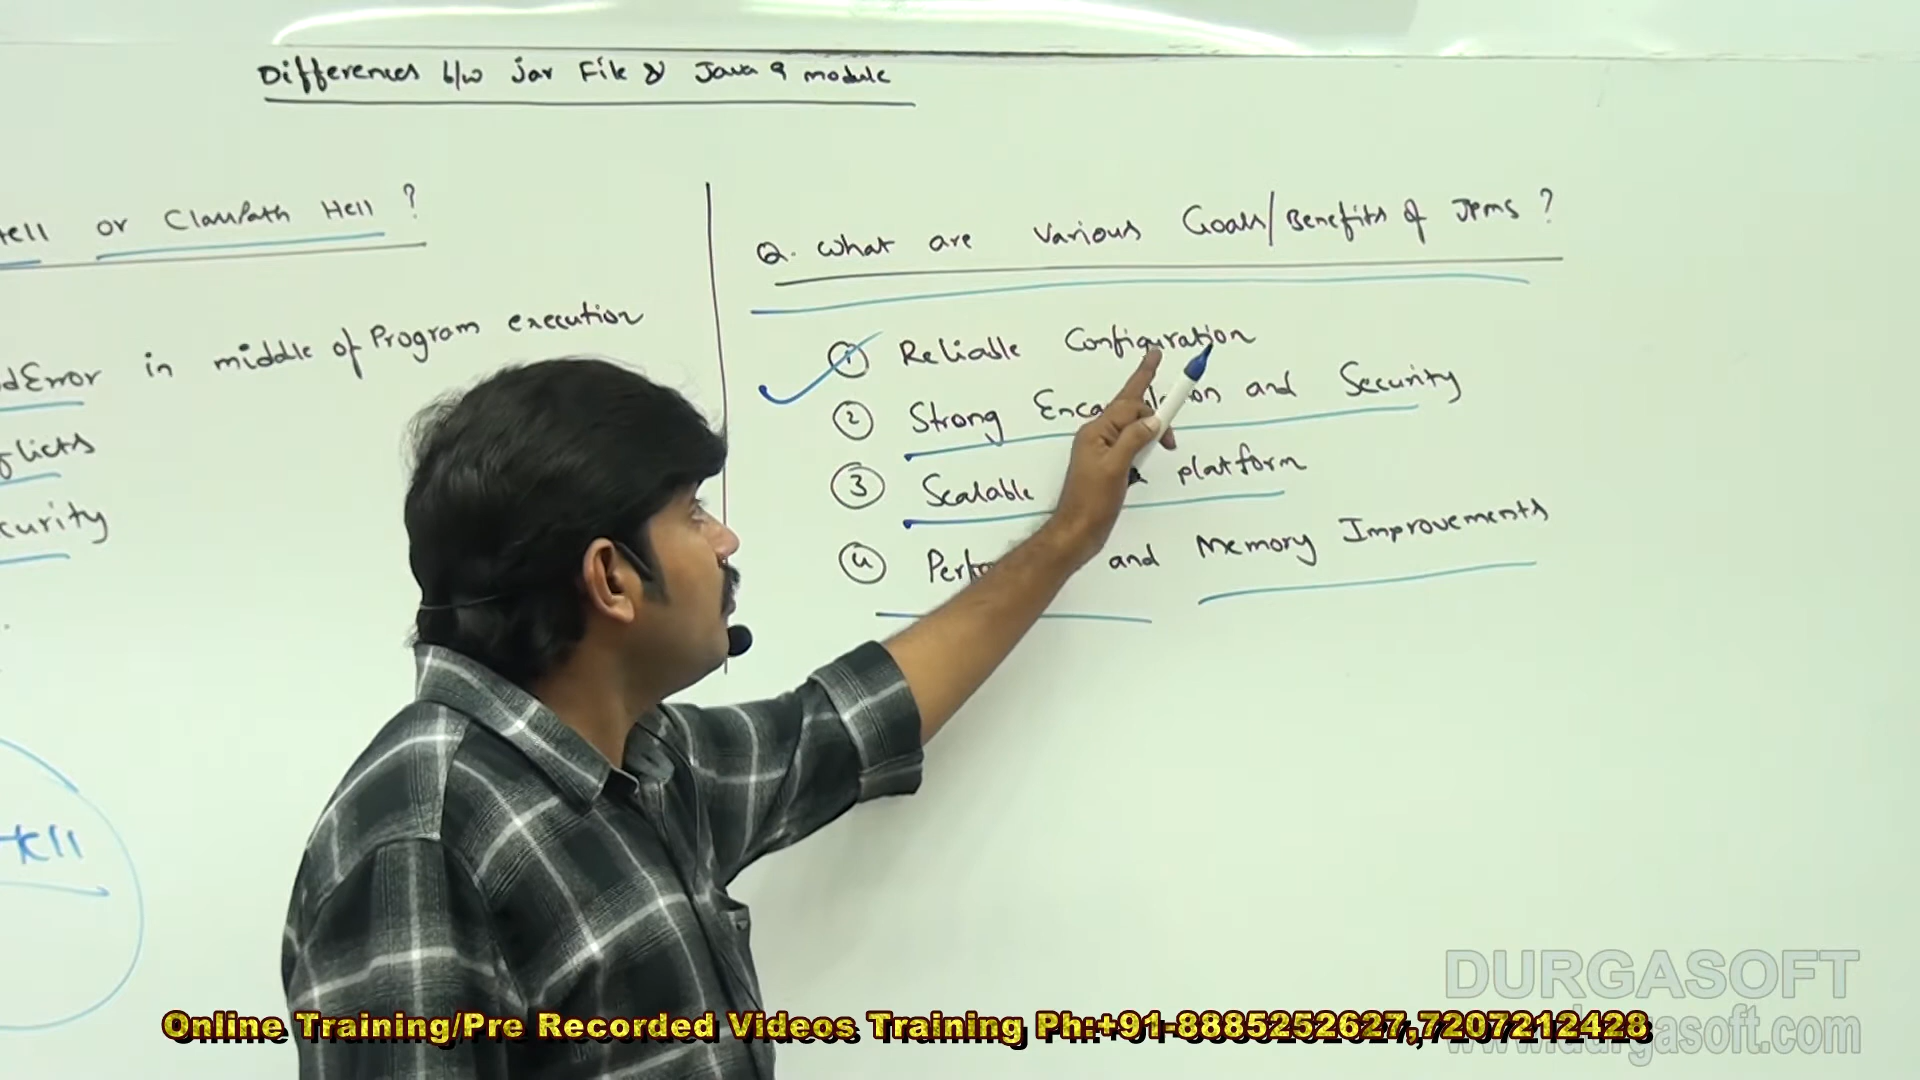 Differences b/w jar File & Java 9 module
Hell or ClassPath Hell ?
dError in middle of Program execution
flicts
curity
Hell
Q. What are Various Goals/Benefits of JPMS ?
① Reliable Configuration
② Strong and Security
③ Scalable platform
④ and Memory Improvements
DURGASOFT
www.durgasoft.com
Online Training/Pre Recorded Videos Training Ph:+91-8885252627,7207212428